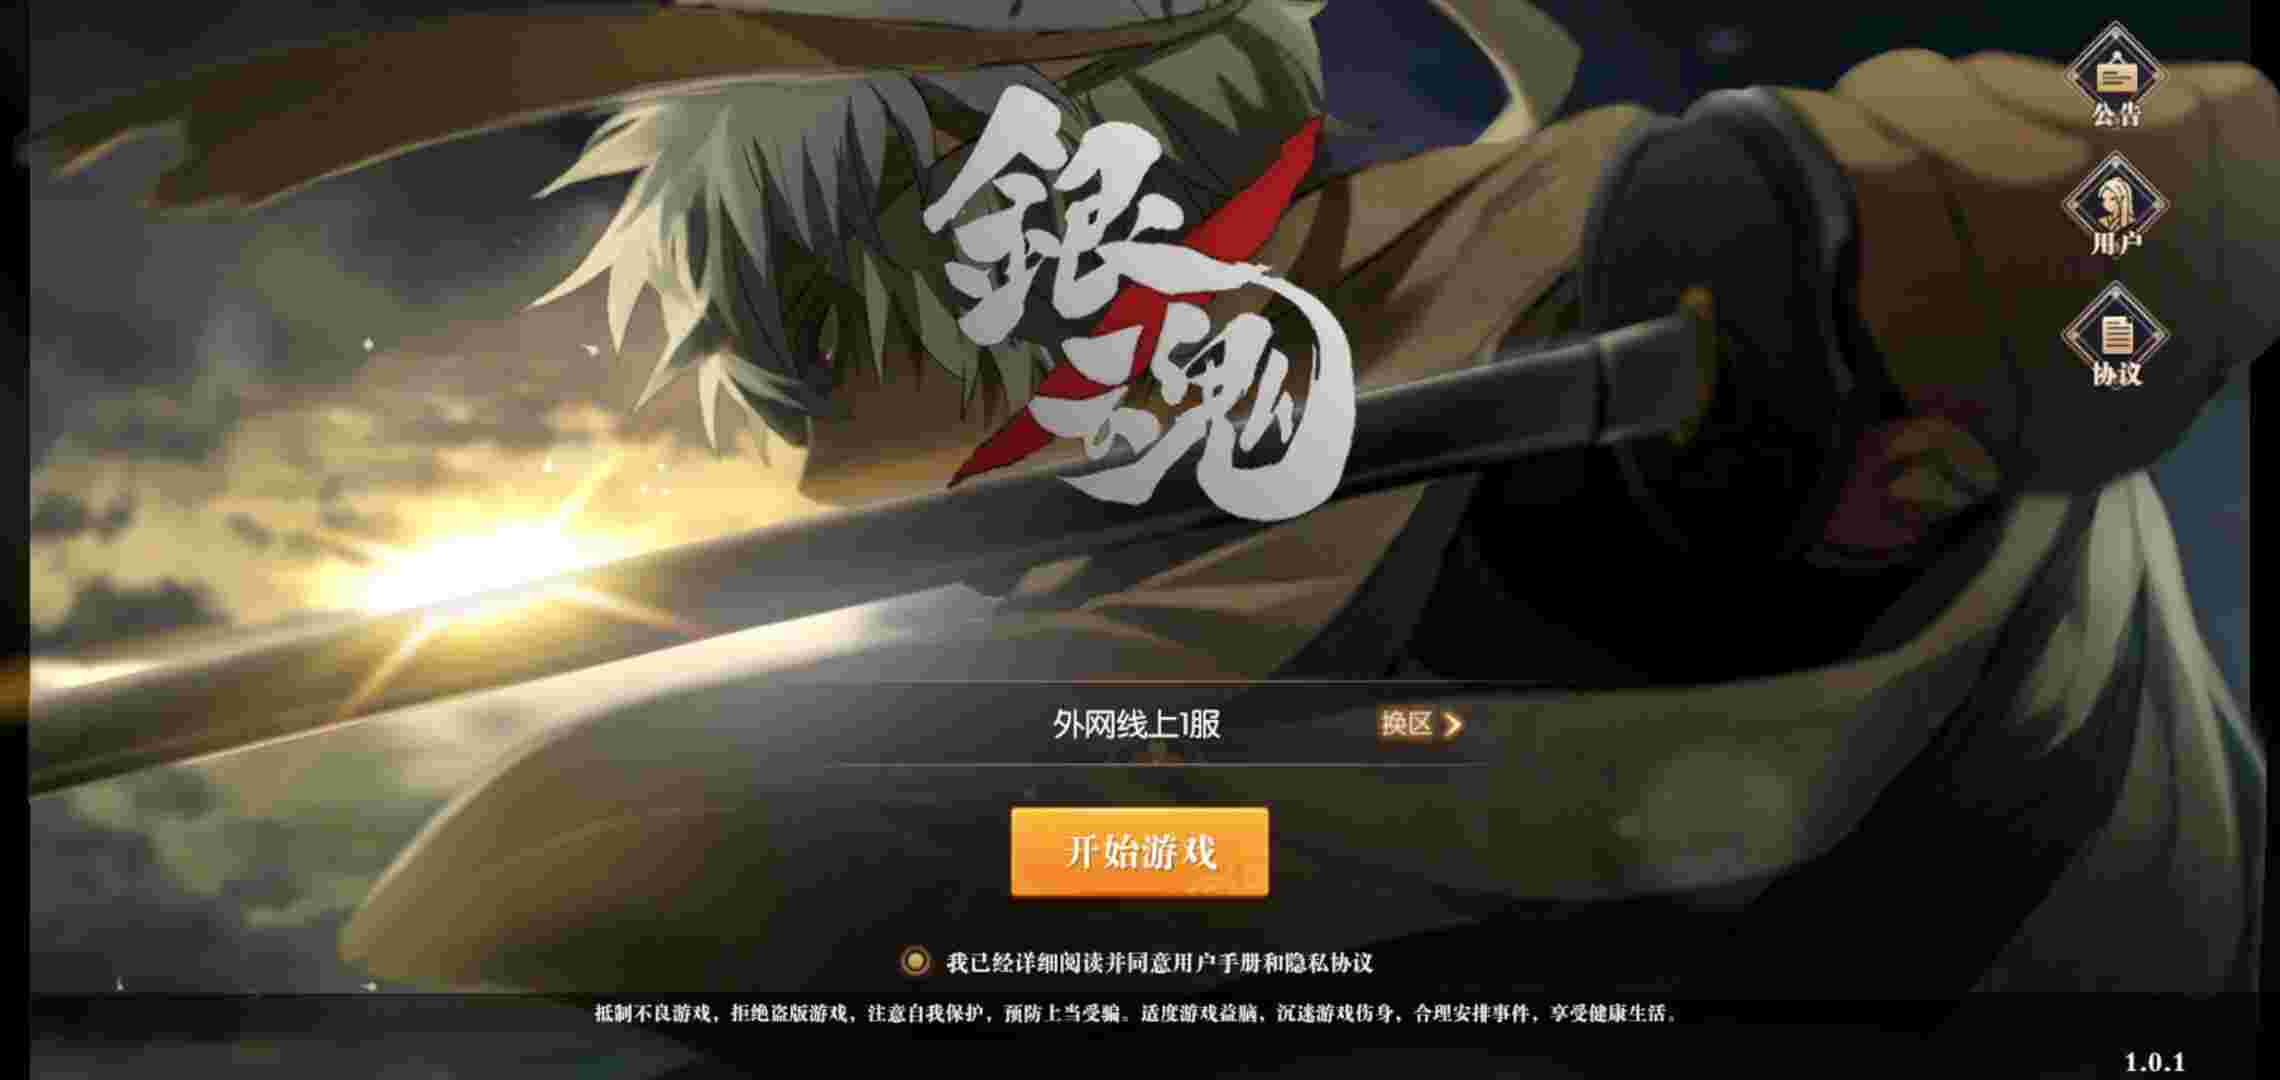 銀魂
公告
用户
协议
外网线上1服
换区
开始游戏
我已经详细阅读并同意用户手册和隐私协议
抵制不良游戏，拒绝盗版游戏，注意自我保护，预防上当受骗。适度游戏益脑，沉迷游戏伤身，合理安排事件，享受健康生活。
1.0.1